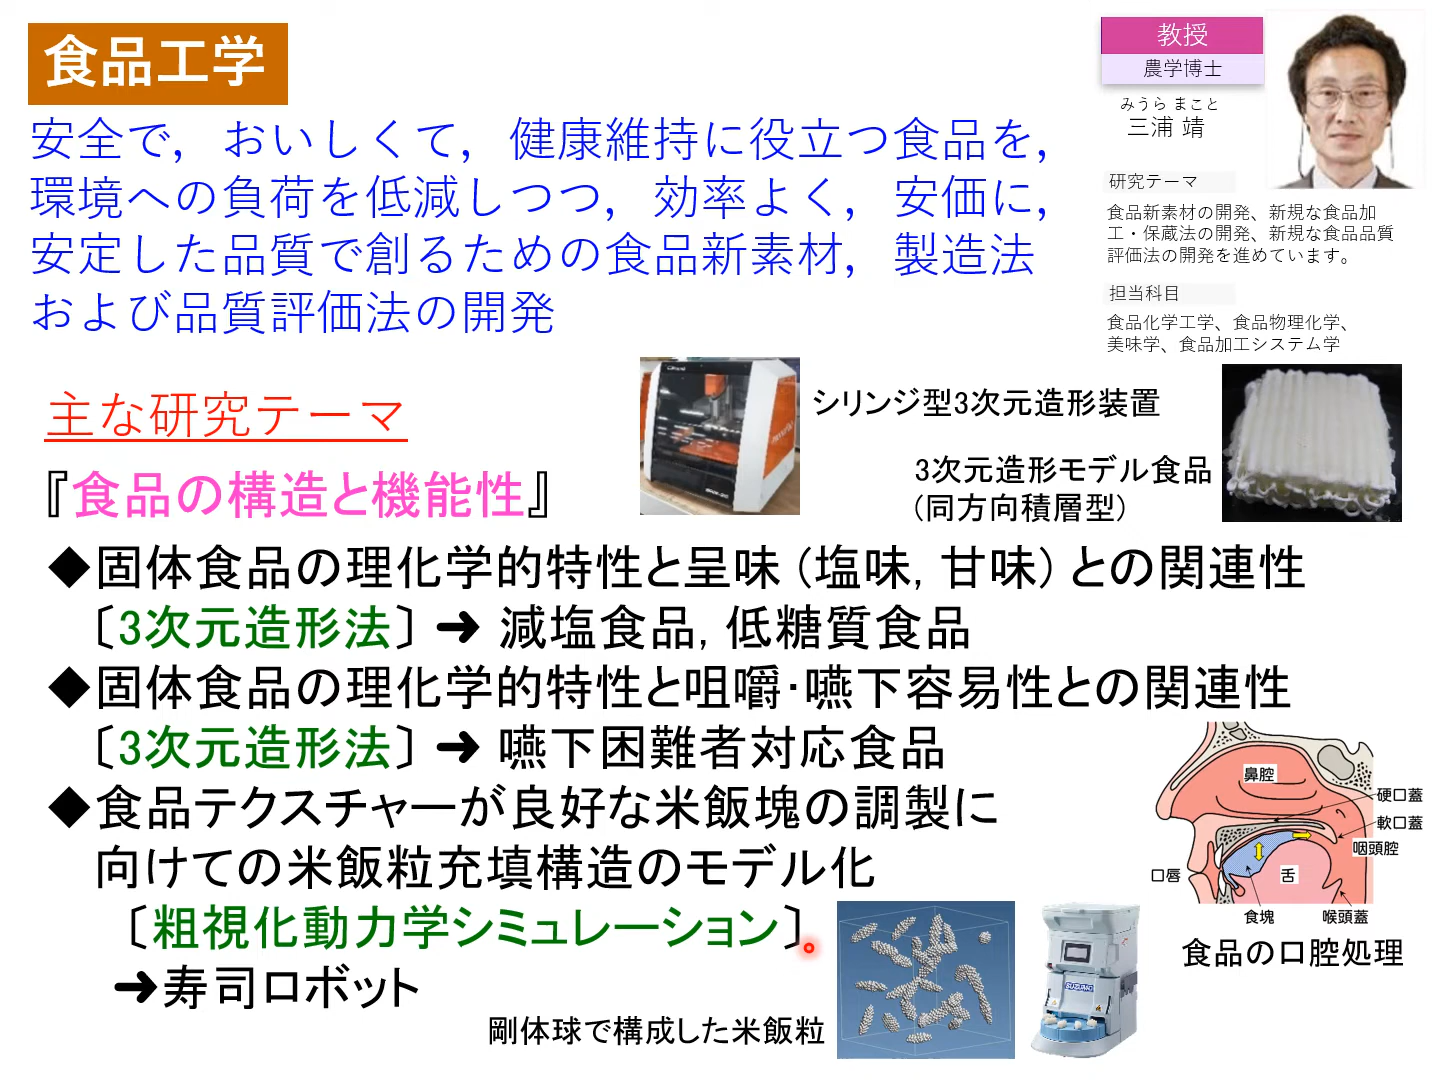 食品工学
安全で，おいしくて，健康維持に役立つ食品を，
環境への負荷を低減しつつ，効率よく，安価に，
安定した品質で創るための食品新素材，製造法
および品質評価法の開発
教授
農学博士
みうら まこと
三浦 靖
研究テーマ
食品新素材の開発、新規な食品加
工・保蔵法の開発、新規な食品品質
評価法の開発を進めています。
担当科目
食品化学工学、食品物理化学、
美味学、食品加工システム学
主な研究テーマ
シリンジ型3次元造形装置
3次元造形モデル食品
（同方向積層型）
『食品の構造と機能性』
◆固体食品の理化学的特性と呈味（塩味, 甘味）との関連性
〔3次元造形法〕➜ 減塩食品, 低糖質食品
◆固体食品の理化学的特性と咀嚼･嚥下容易性との関連性
〔3次元造形法〕➜ 嚥下困難者対応食品
◆食品テクスチャーが良好な米飯塊の調製に
向けての米飯粒充填構造のモデル化
〔粗視化動力学シミュレーション〕
➜寿司ロボット
剛体球で構成した米飯粒
SUZUMO
鼻腔
硬口蓋
軟口蓋
咽頭腔
口唇
舌
食塊
喉頭蓋
食品の口腔処理